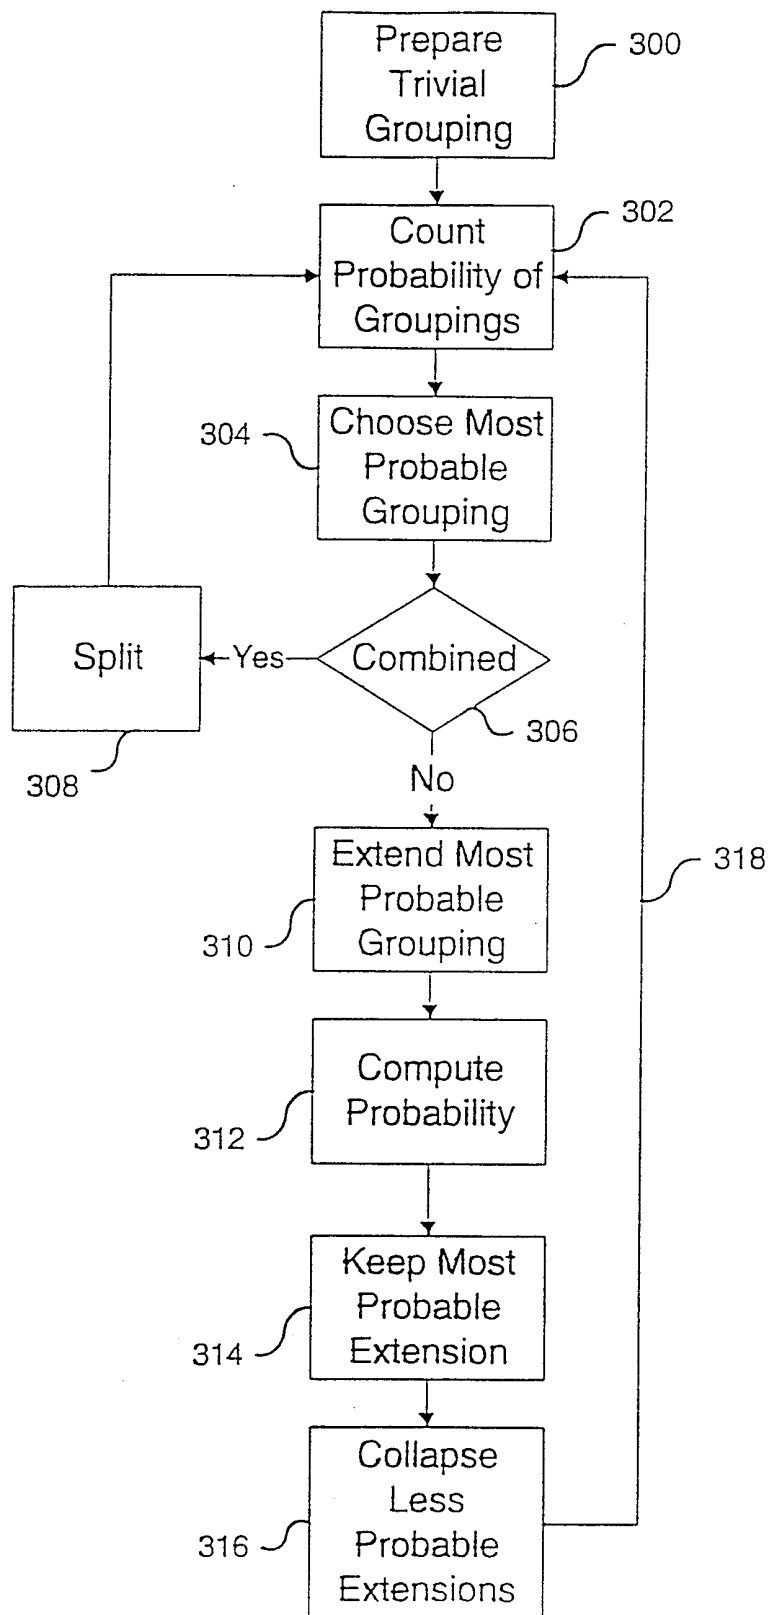 Prepare
Trivial
Grouping
300
Count
Probability of
Groupings
302
Choose Most
Probable
Grouping
304
Combined
306
Yes
Split
308
No
Extend Most
Probable
Grouping
310
318
Compute
Probability
312
Keep Most
Probable
Extension
314
Collapse
Less
Probable
Extensions
316